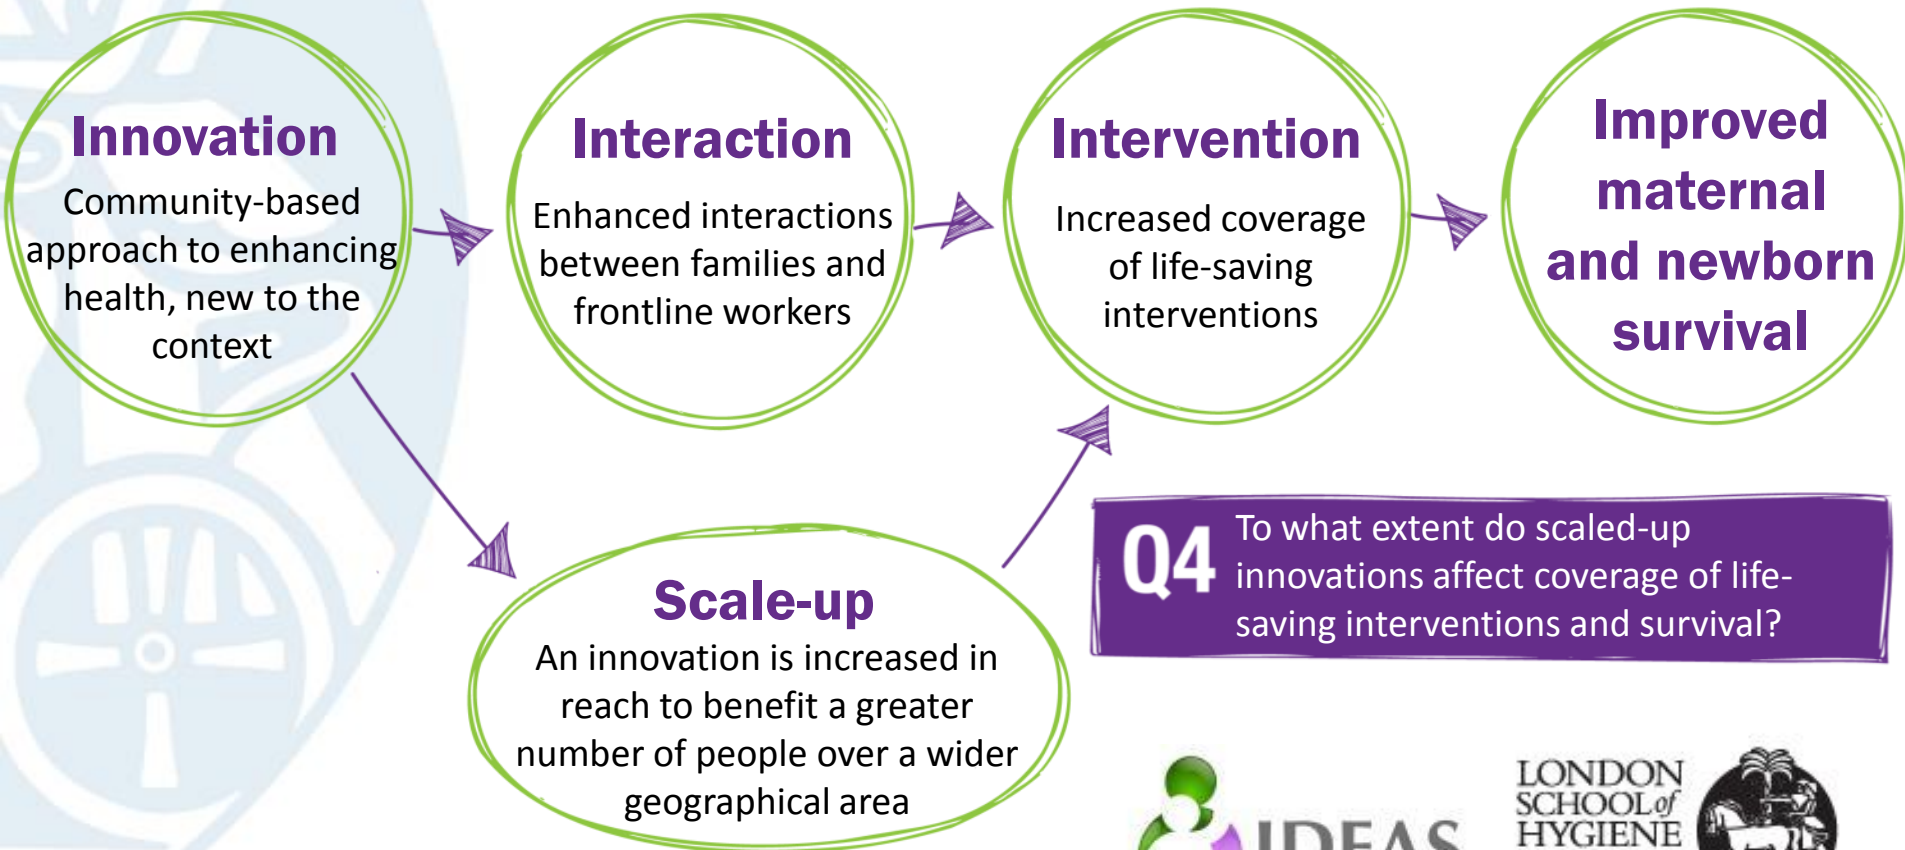 Innovation
Community-based
approach to enhancing
health, new to the
context
Interaction
Enhanced interactions
between families and
frontline workers
Intervention
Increased coverage
of life-saving
interventions
Improved
maternal
and newborn
survival
Scale-up
An innovation is increased in
reach to benefit a greater
number of people over a wider
geographical area
Q4
To what extent do scaled-up
innovations affect coverage of life-
saving interventions and survival?
IDEAS
LONDON
SCHOOL of
HYGIENE